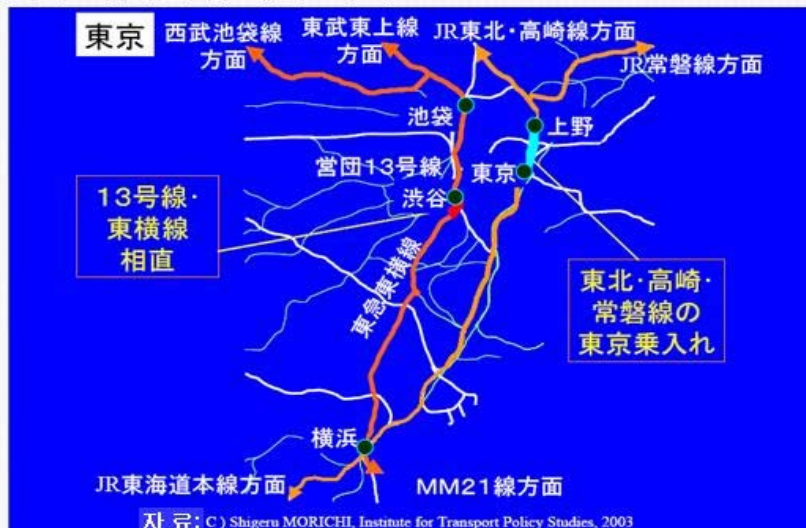 東京
西武池袋線
方面
東武東上線
方面
JR東北・高崎線方面
JR常磐線方面
池袋
上野
営団13号線
東京
渋谷
13号線・
東横線
相直
東急東横線
東北・高崎・
常磐線の
東京乗入れ
横浜
JR東海道本線方面
MM21線方面
자 료: C ) Shigeru MORICHI, Institute for Transport Policy Studies, 2003